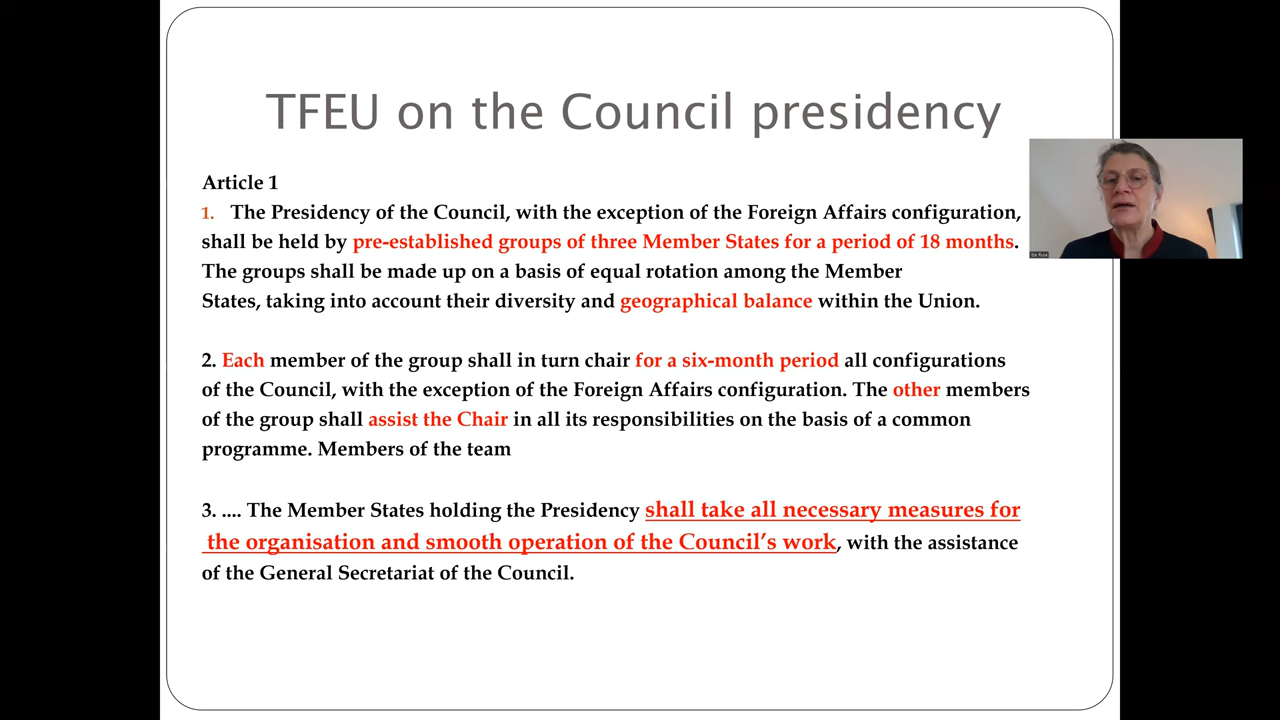 TFEU on the Council presidency
Article 1
1. The Presidency of the Council, with the exception of the Foreign Affairs configuration,
shall be held by pre-established groups of three Member States for a period of 18 months.
The groups shall be made up on a basis of equal rotation among the Member
States, taking into account their diversity and geographical balance within the Union.
2. Each member of the group shall in turn chair for a six-month period all configurations
of the Council, with the exception of the Foreign Affairs configuration. The other members
of the group shall assist the Chair in all its responsibilities on the basis of a common
programme. Members of the team
3. .... The Member States holding the Presidency shall take all necessary measures for
the organisation and smooth operation of the Council’s work, with the assistance
of the General Secretariat of the Council.